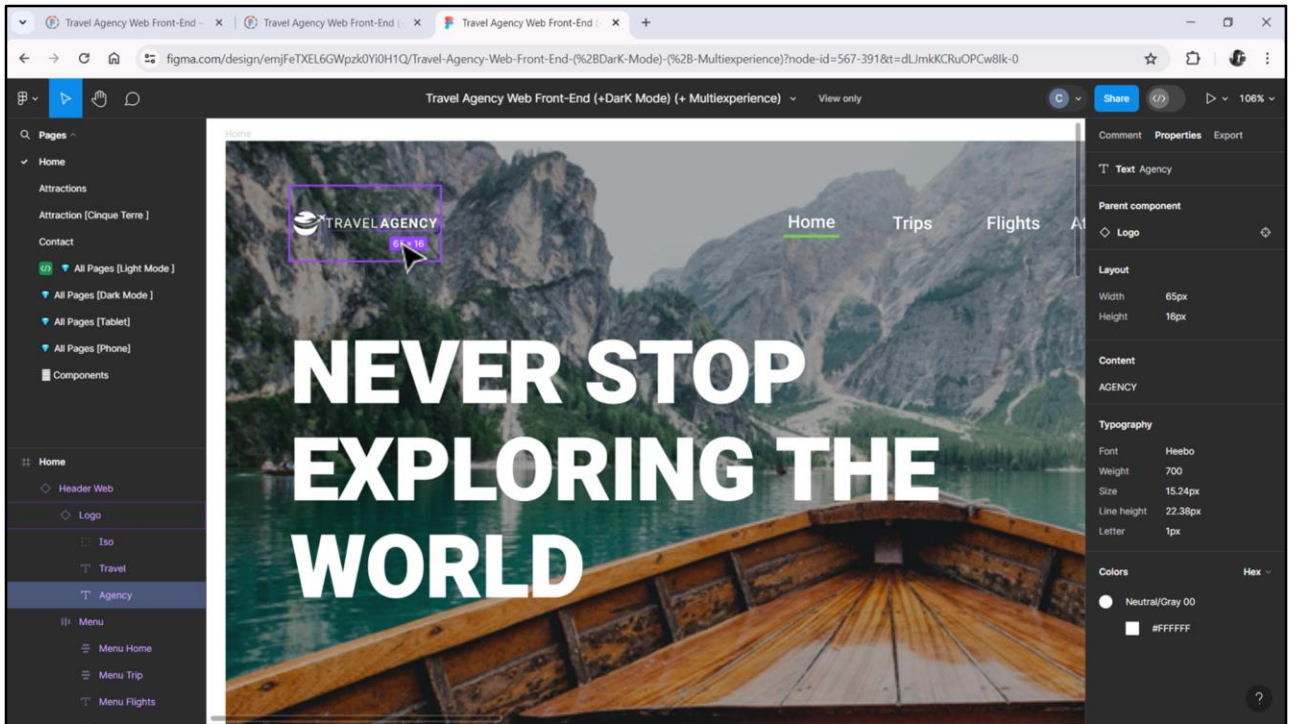 Travel Agency Web Front-End –
Travel Agency Web Front-End (
Travel Agency Web Front-End (
figma.com/design/emjFeTXEL6GWpzk0Yi0H1Q/Travel-Agency-Web-Front-End-(%2BDarK-Mode)-(%2B-Multiexperience)?node-id=567-391&t=dLJmkKCRuOPCw8Ik-0
Travel Agency Web Front-End (+DarK Mode) (+ Multiexperience)
View only
C
Share
106%
Pages
Home
Attractions
Attraction [Cinque Terre ]
Contact
All Pages [Light Mode ]
All Pages [Dark Mode ]
All Pages [Tablet]
All Pages [Phone]
Components
Home
Header Web
Logo
Iso
Travel
Agency
Menu
Menu Home
Menu Trip
Menu Flights
Home
TRAVELAGENCY
Home Trips Flights
NEVER STOP
EXPLORING THE
WORLD
Comment Properties Export
Text Agency
Parent component
Logo
Layout
Width 65px
Height 16px
Content
AGENCY
Typography
Font Heebo
Weight 700
Size 15.24px
Line height 22.38px
Letter 1px
Colors Hex
Neutral/Gray 00
#FFFFFF
?